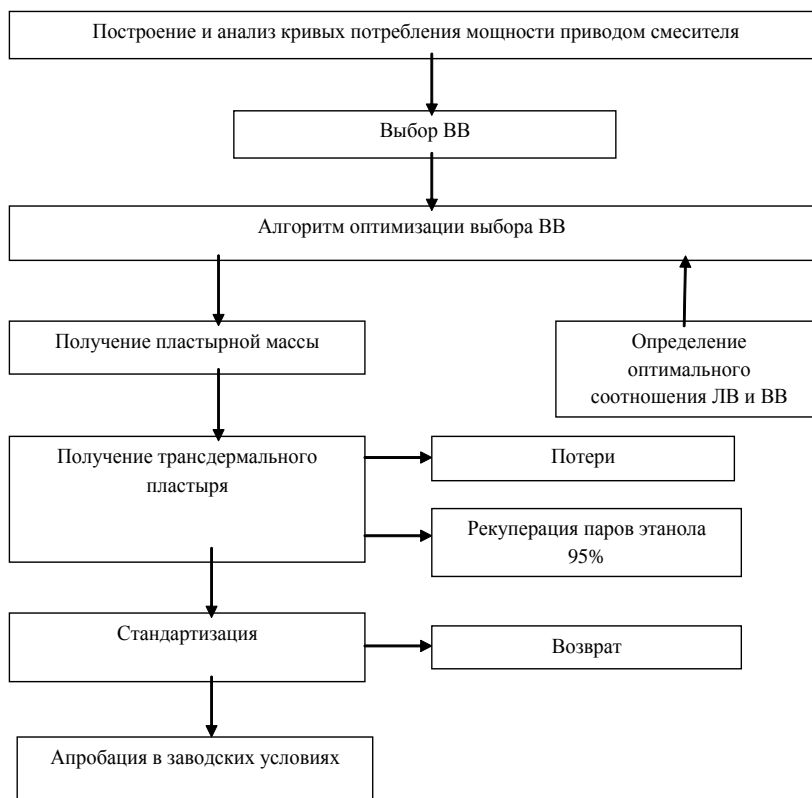 Построение и анализ кривых потребления мощности приводом смесителя
Выбор ВВ
Алгоритм оптимизации выбора ВВ
Получение пластырной массы
Определение
оптимального
соотношения ЛВ и ВВ
Получение трансдермального
пластыря
Потери
Рекуперация паров этанола
95%
Стандартизация
Возврат
Апробация в заводских условиях